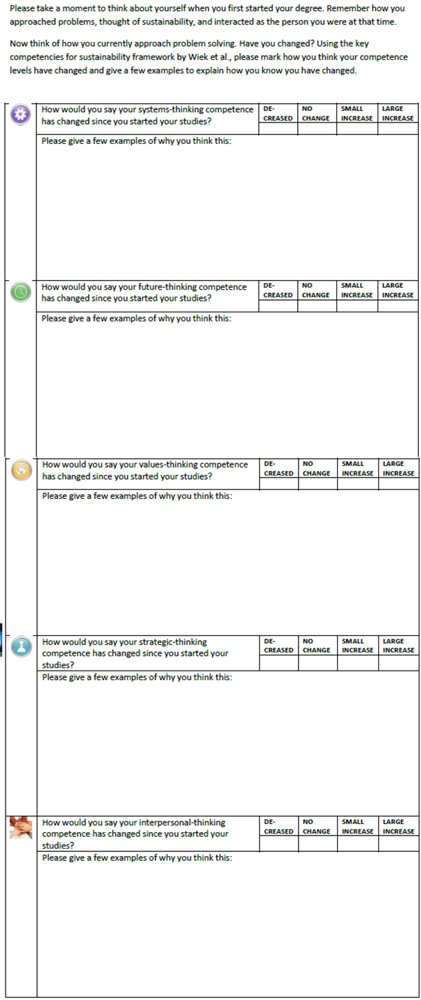 Please take a moment to think about yourself when you first started your degree. Remember how you
approached problems, thought of sustainability, and interacted as the person you were at that time.
Now think of how you currently approach problem solving. Have you changed? Using the key
competencies for sustainability framework by Wiek et al., please mark how you think your competence
levels have changed and give a few examples to explain how you know you have changed.
How would you say your systems-thinking competence
has changed since you started your studies?
DE-
CREASED
NO
CHANGE
SMALL
INCREASE
LARGE
INCREASE
Please give a few examples of why you think this:
How would you say your future-thinking competence
has changed since you started your studies?
DE-
CREASED
NO
CHANGE
SMALL
INCREASE
LARGE
INCREASE
Please give a few examples of why you think this:
How would you say your values-thinking competence
has changed since you started your studies?
DE-
CREASED
NO
CHANGE
SMALL
INCREASE
LARGE
INCREASE
Please give a few examples of why you think this:
How would you say your strategic-thinking
competence has changed since you started your
studies?
DE-
CREASED
NO
CHANGE
SMALL
INCREASE
LARGE
INCREASE
Please give a few examples of why you think this:
How would you say your interpersonal-thinking
competence has changed since you started your
studies?
DE-
CREASED
NO
CHANGE
SMALL
INCREASE
LARGE
INCREASE
Please give a few examples of why you think this: